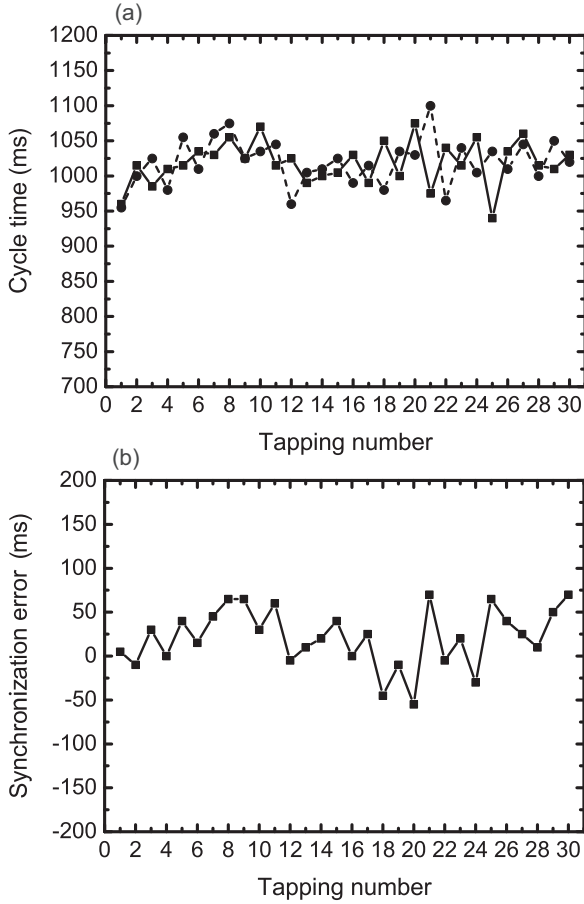 (a)
1200
1150
1100
1050
1000
950
900
850
800
750
700
Cycle time (ms)
0 2 4 6 8 10 12 14 16 18 20 22 24 26 28 30
Tapping number
(b)
200
150
100
50
0
-50
-100
-150
-200
Synchronization error (ms)
0 2 4 6 8 10 12 14 16 18 20 22 24 26 28 30
Tapping number